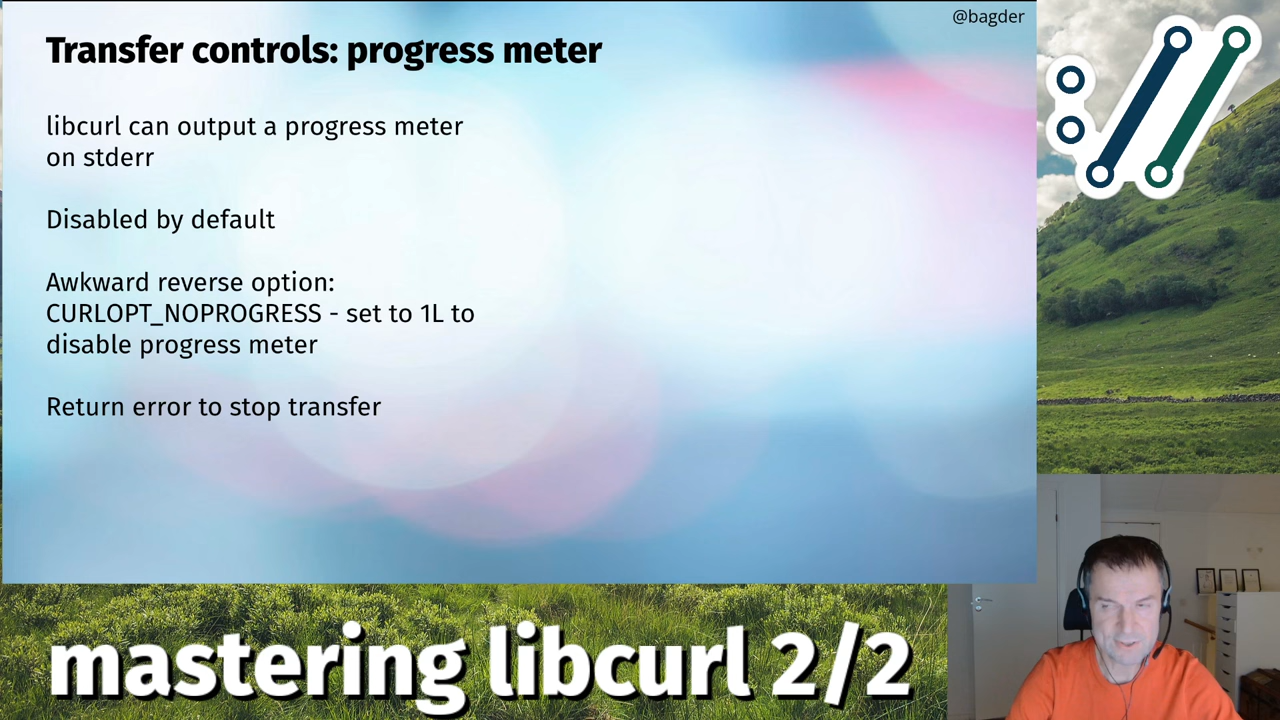 @bagder
Transfer controls: progress meter
libcurl can output a progress meter
on stderr
Disabled by default
Awkward reverse option:
CURLOPT_NOPROGRESS - set to 1L to
disable progress meter
Return error to stop transfer
mastering libcurl 2/2